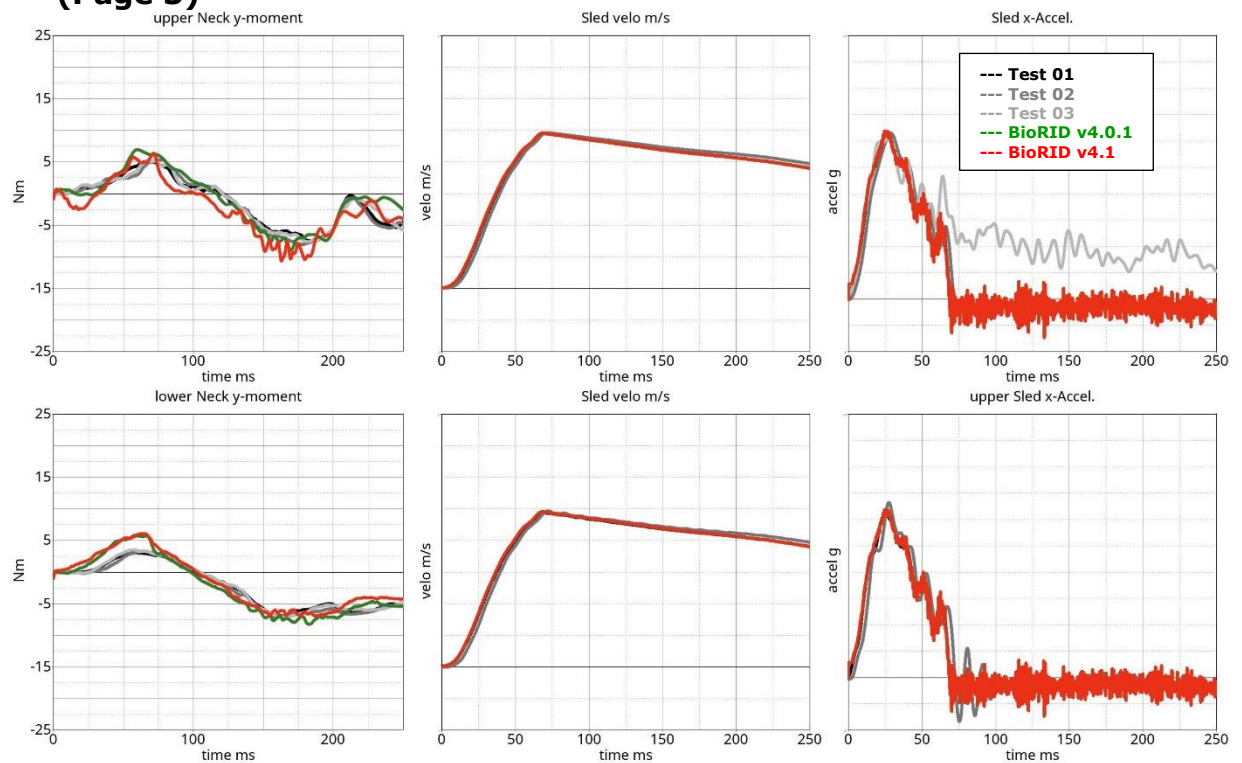 (Page 3)
upper Neck y-moment
Sled velo m/s
Sled x-Accel.
25
15
5
-5
-15
-25
Nm
0
100
200
time ms
velo m/s
0
50
100
150
200
250
time ms
accel g
0
50
100
150
200
250
time ms
--- Test 01
--- Test 02
--- Test 03
--- BioRID v4.0.1
--- BioRID v4.1
lower Neck y-moment
Sled velo m/s
upper Sled x-Accel.
25
15
5
-5
-15
-25
Nm
0
100
200
time ms
velo m/s
0
50
100
150
200
250
time ms
accel g
0
50
100
150
200
250
time ms